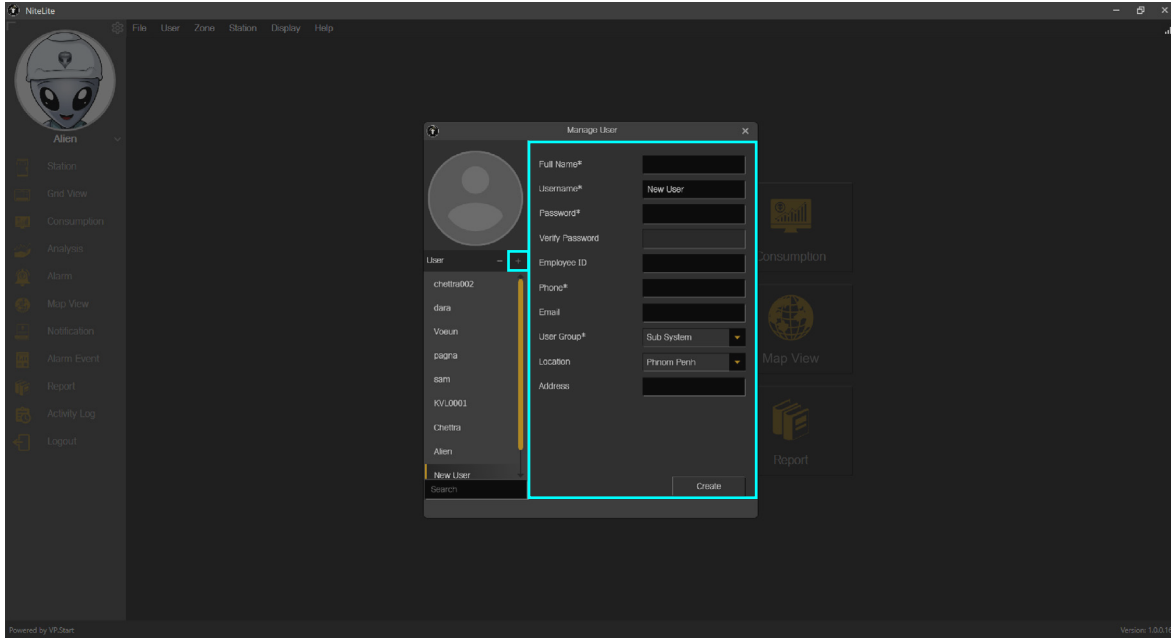 NiteLite
File User Zone Station Display Help
Alien
Station
Grid View
Consumption
Analysis
Alarm
Map View
Notification
Alarm Event
Report
Activity Log
Logout
Manage User
User
chettra002
dara
Voeun
pagna
sam
KVL0001
Chettra
Alien
New User
Search
Full Name*
Username* New User
Password*
Verify Password
Employee ID
Phone*
Email
User Group* Sub System
Location Phnom Penh
Address
Create
Consumption
Map View
Report
Powered by VP.Start